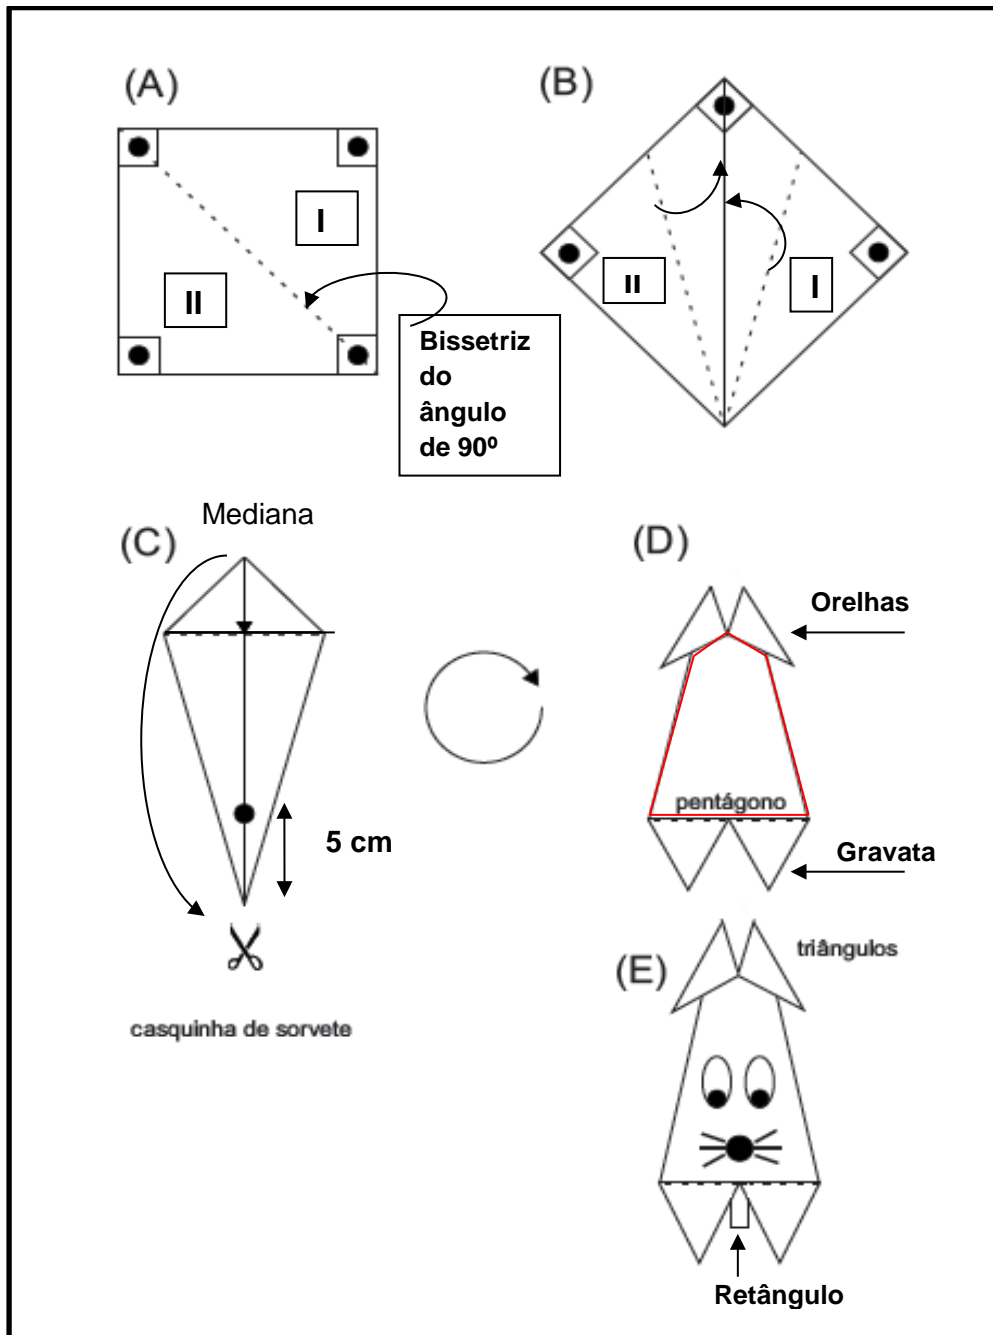 (A)
(B)
I
II
II
I
Bissetriz
do
ângulo
de 90º
Mediana
(C)
(D)
Orelhas
5 cm
pentágono
Gravata
casquinha de sorvete
triângulos
(E)
Retângulo